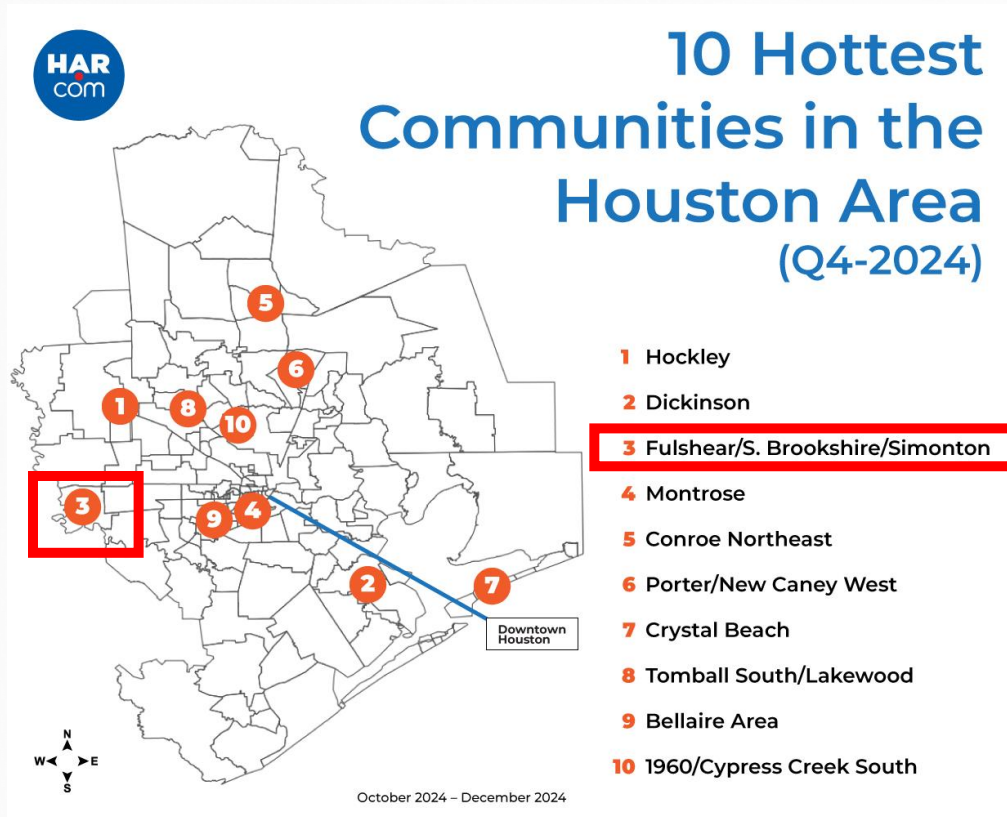 HAR
com
10 Hottest
Communities in the
Houston Area
(Q4-2024)
5
6
1
8
10
3
9
4
2
7
Downtown
Houston
1 Hockley
2 Dickinson
3 Fulshear/S. Brookshire/Simonton
4 Montrose
5 Conroe Northeast
6 Porter/New Caney West
7 Crystal Beach
8 Tomball South/Lakewood
9 Bellaire Area
10 1960/Cypress Creek South
N
W E
S
October 2024 – December 2024